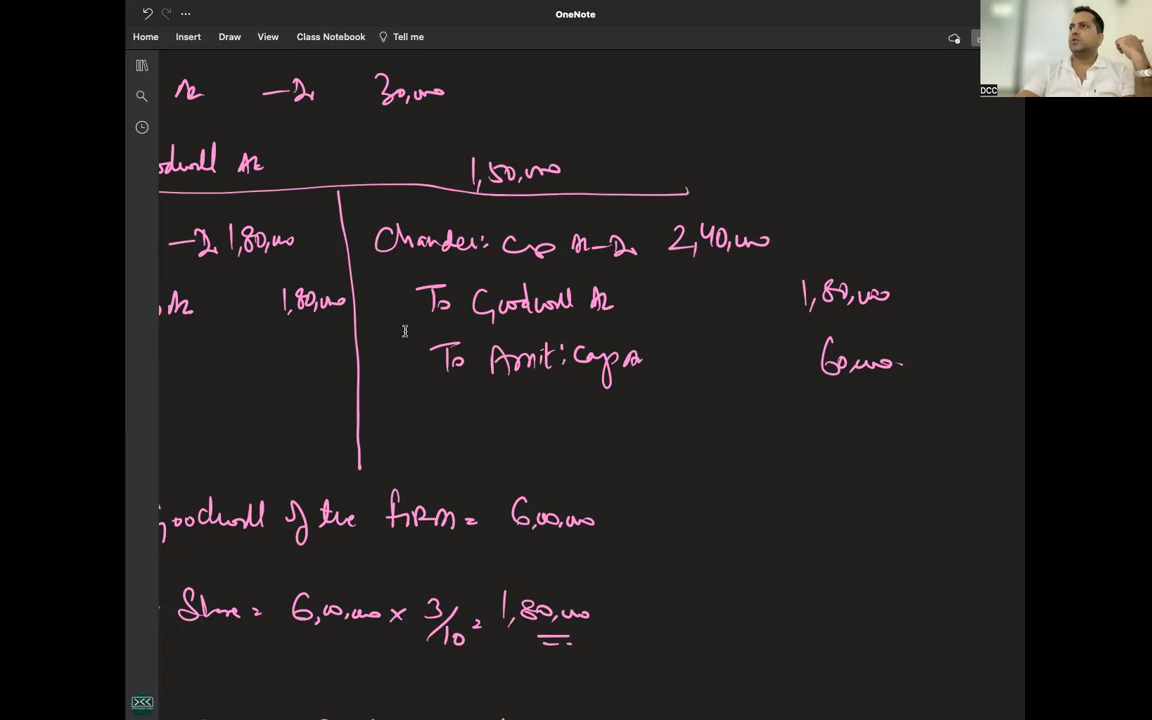 OneNote
Home Insert Draw View Class Notebook Tell me
DCC
A/c —Dr 30,000
odwill A/c 1,50,000
—Dr 1,80,000
A/c 1,80,000
Chander: Cap A/c —Dr 2,40,000
To Goodwill A/c 1,80,000
To Amit: Cap A/c 60,000
Goodwill of the firm = 6,00,000
Share = 6,00,000 × 3/10 = 1,80,000